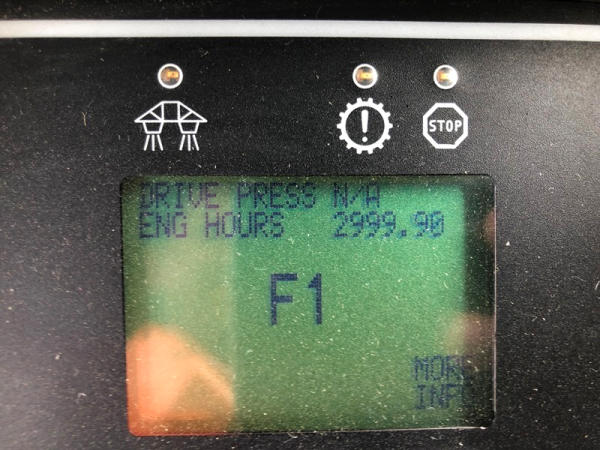 STOP
DRIVE PRESS N/A
ENG HOURS 2999.90
F1
MORE
INFO